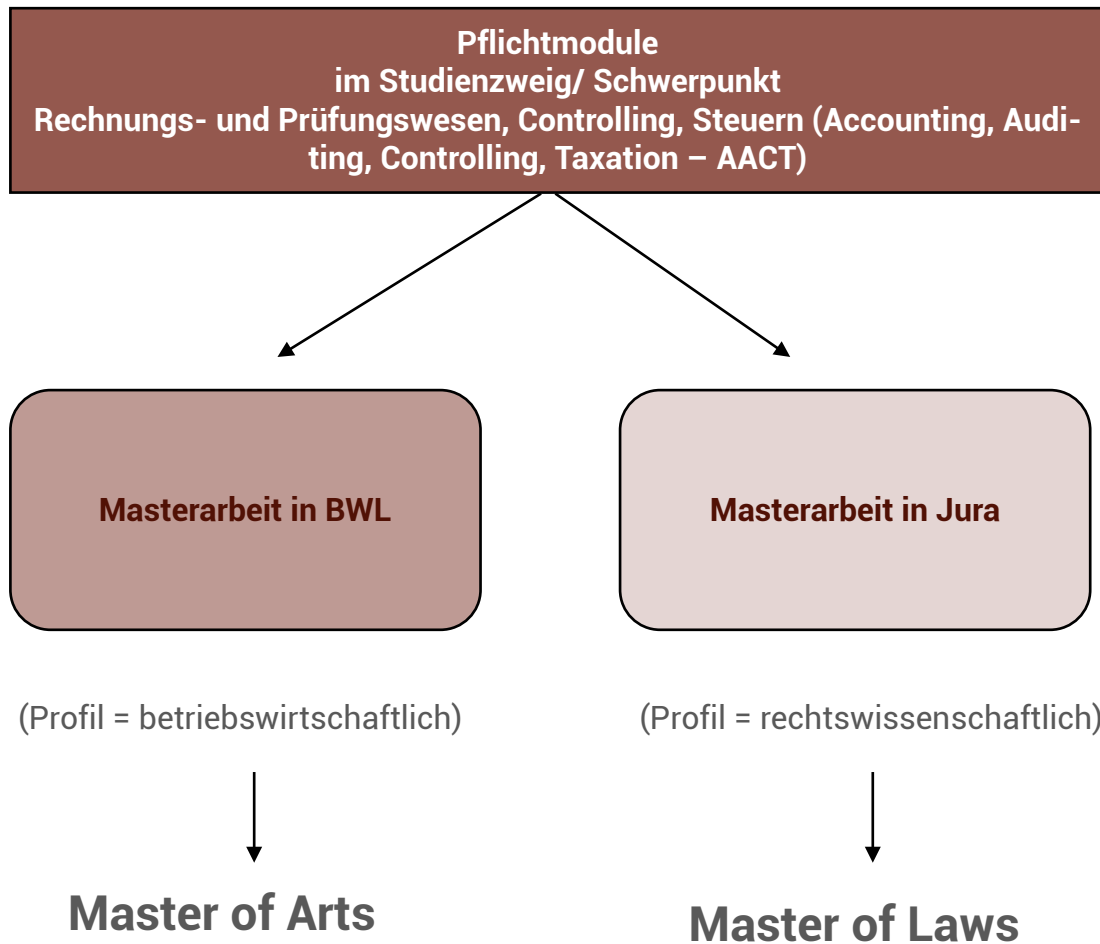 Pflichtmodule
im Studienzweig/ Schwerpunkt
Rechnungs- und Prüfungswesen, Controlling, Steuern (Accounting, Audi-
ting, Controlling, Taxation – AACT)
Masterarbeit in BWL
Masterarbeit in Jura
(Profil = betriebswirtschaftlich)
(Profil = rechtswissenschaftlich)
Master of Arts
Master of Laws